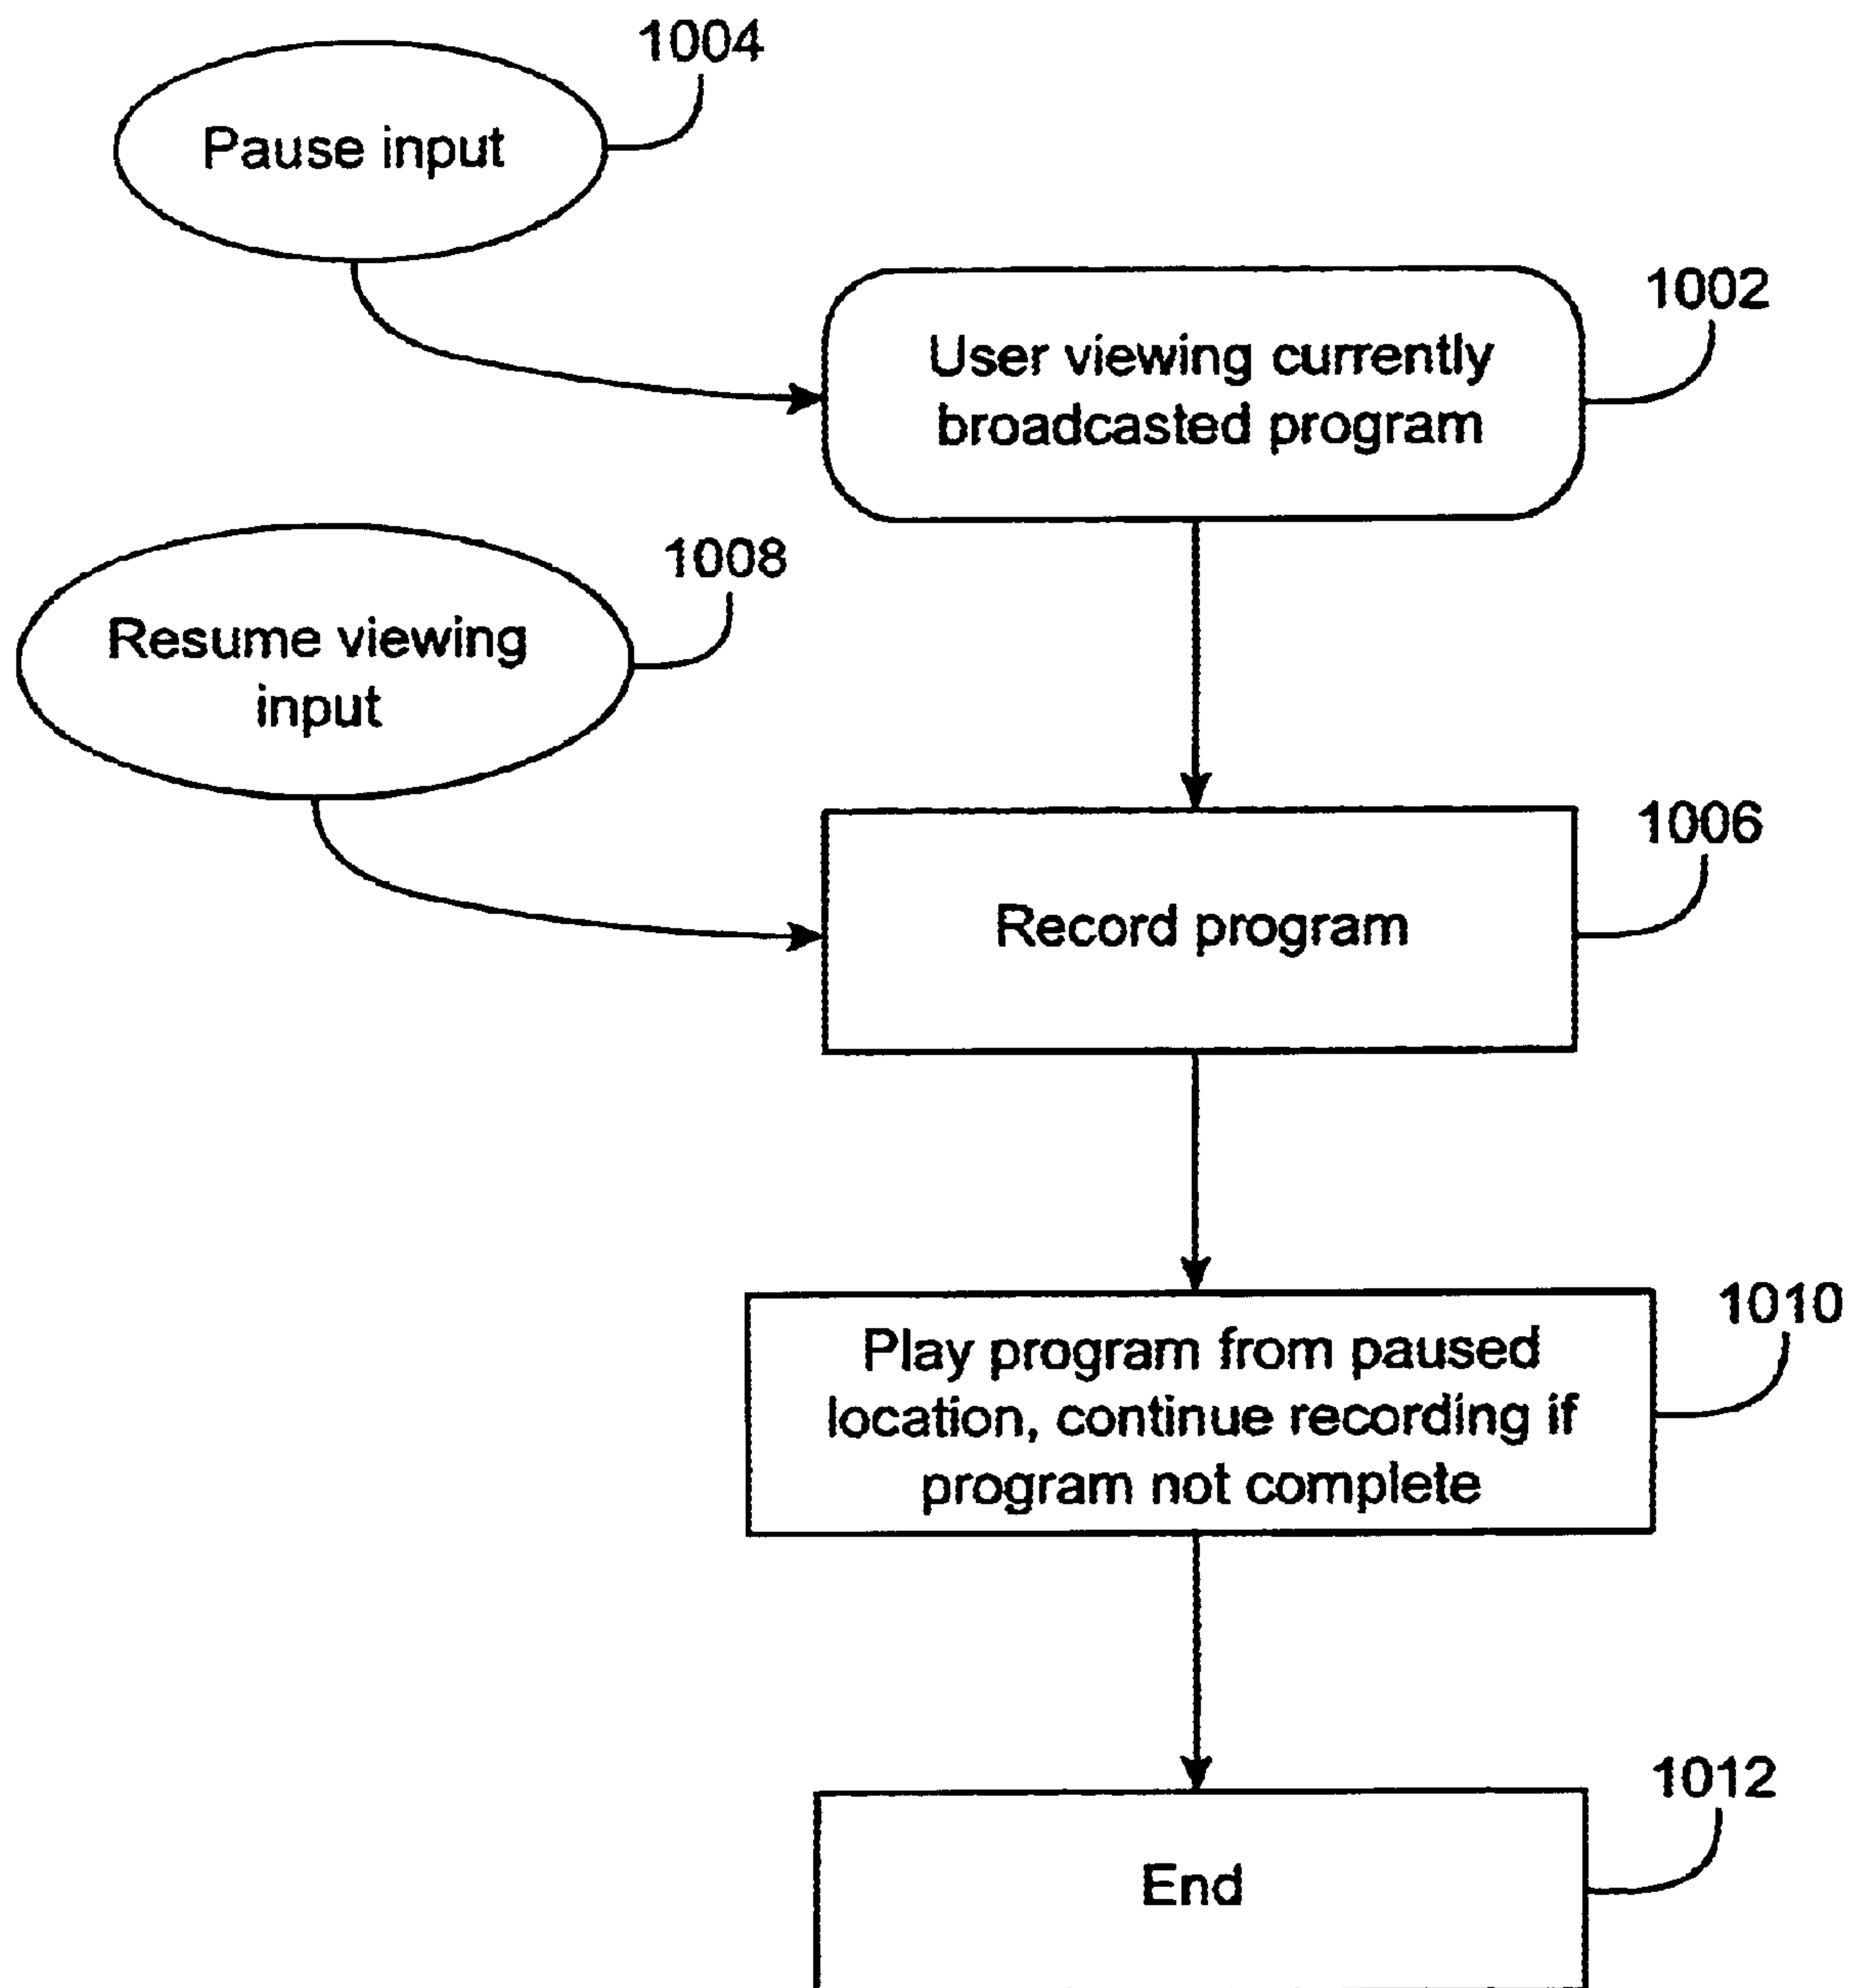 1004
Pause input
1002
User viewing currently
broadcasted program
1008
Resume viewing
input
1006
Record program
1010
Play program from paused
location, continue recording if
program not complete
1012
End